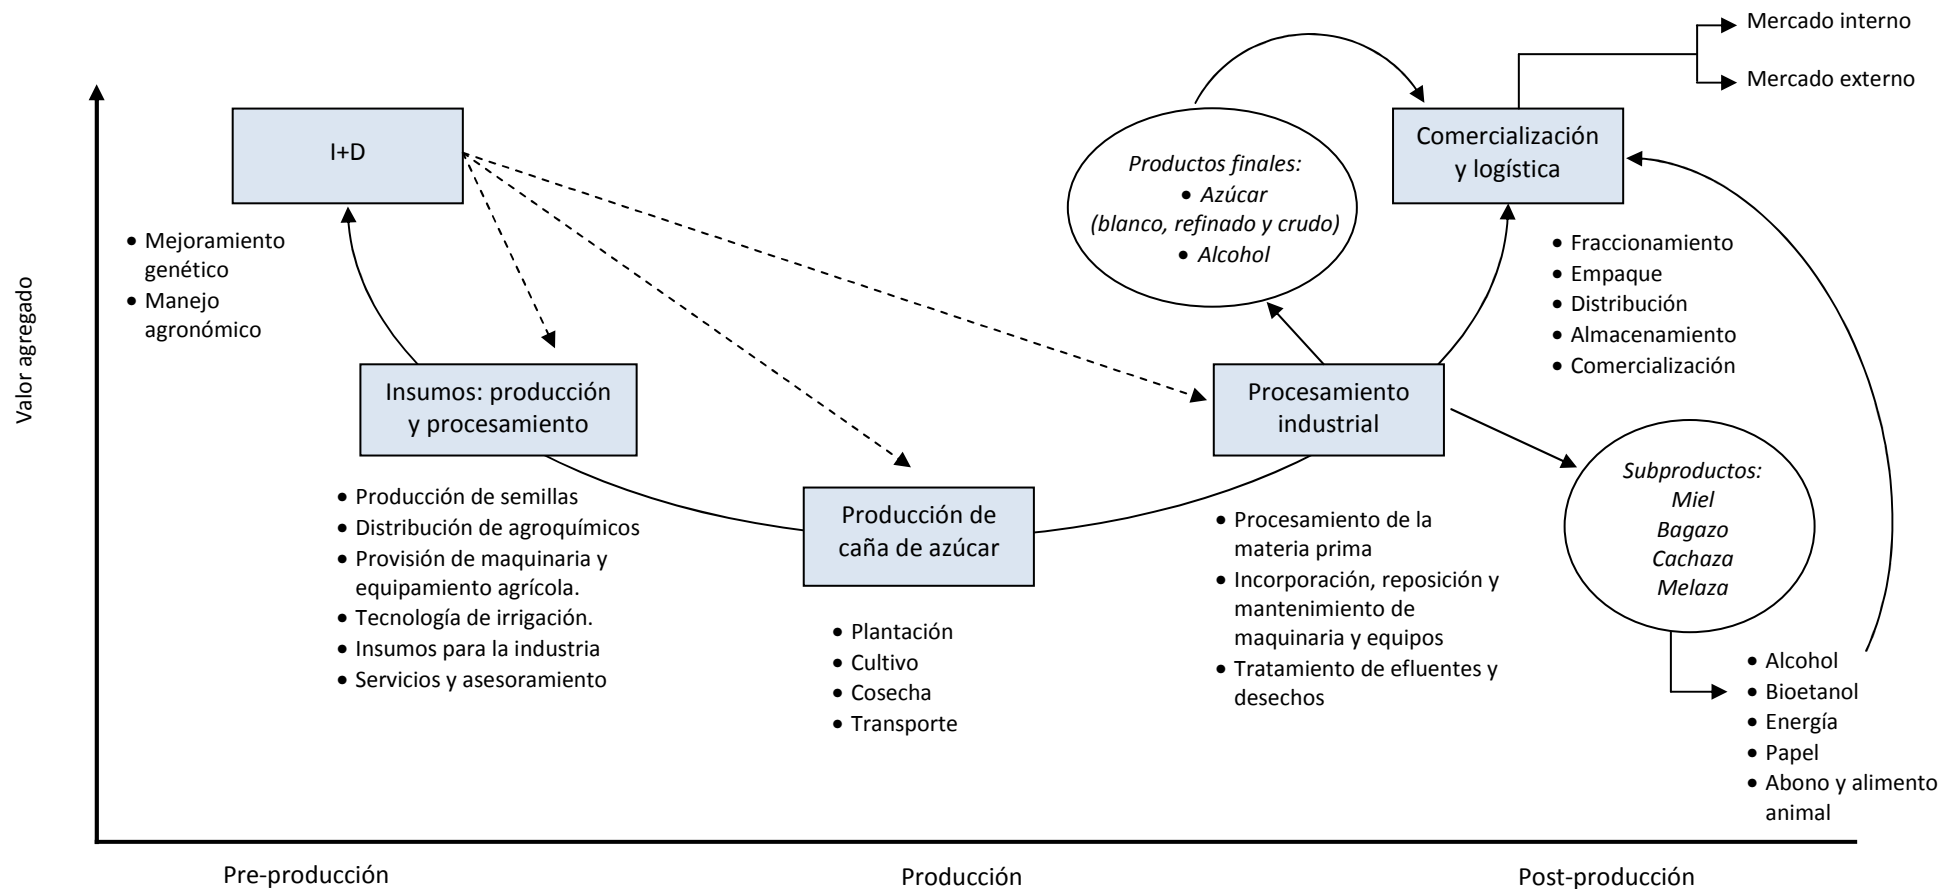 Mercado interno
Mercado externo
Valor agregado
I+D
• Mejoramiento
genético
• Manejo
agronómico
Insumos: producción
y procesamiento
• Producción de semillas
• Distribución de agroquímicos
• Provisión de maquinaria y
equipamiento agrícola.
• Tecnología de irrigación.
• Insumos para la industria
• Servicios y asesoramiento
Producción de
caña de azúcar
• Plantación
• Cultivo
• Cosecha
• Transporte
Productos finales:
• Azúcar
(blanco, refinado y crudo)
• Alcohol
Procesamiento
industrial
• Procesamiento de la
materia prima
• Incorporación, reposición y
mantenimiento de
maquinaria y equipos
• Tratamiento de efluentes y
desechos
Comercialización
y logística
• Fraccionamiento
• Empaque
• Distribución
• Almacenamiento
• Comercialización
Subproductos:
Miel
Bagazo
Cachaza
Melaza
• Alcohol
• Bioetanol
• Energía
• Papel
• Abono y alimento
animal
Pre-producción
Producción
Post-producción